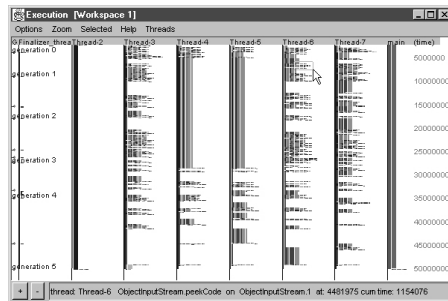 Execution [Workspace 1]
Options Zoom Selected Help Threads
G Finalizer_threa Thread-2 Thread-3 Thread-4 Thread-5 Thread-6 Thread-7 main (time)
generation 0
5000000
generation 1
10000000
15000000
generation 2
20000000
25000000
generation 3
30000000
generation 4
35000000
40000000
45000000
generation 5
50000000
+ - thread: Thread-6 ObjectInputStream.peekCode on ObjectInputStream.1 at: 4481975 cum time: 1154076